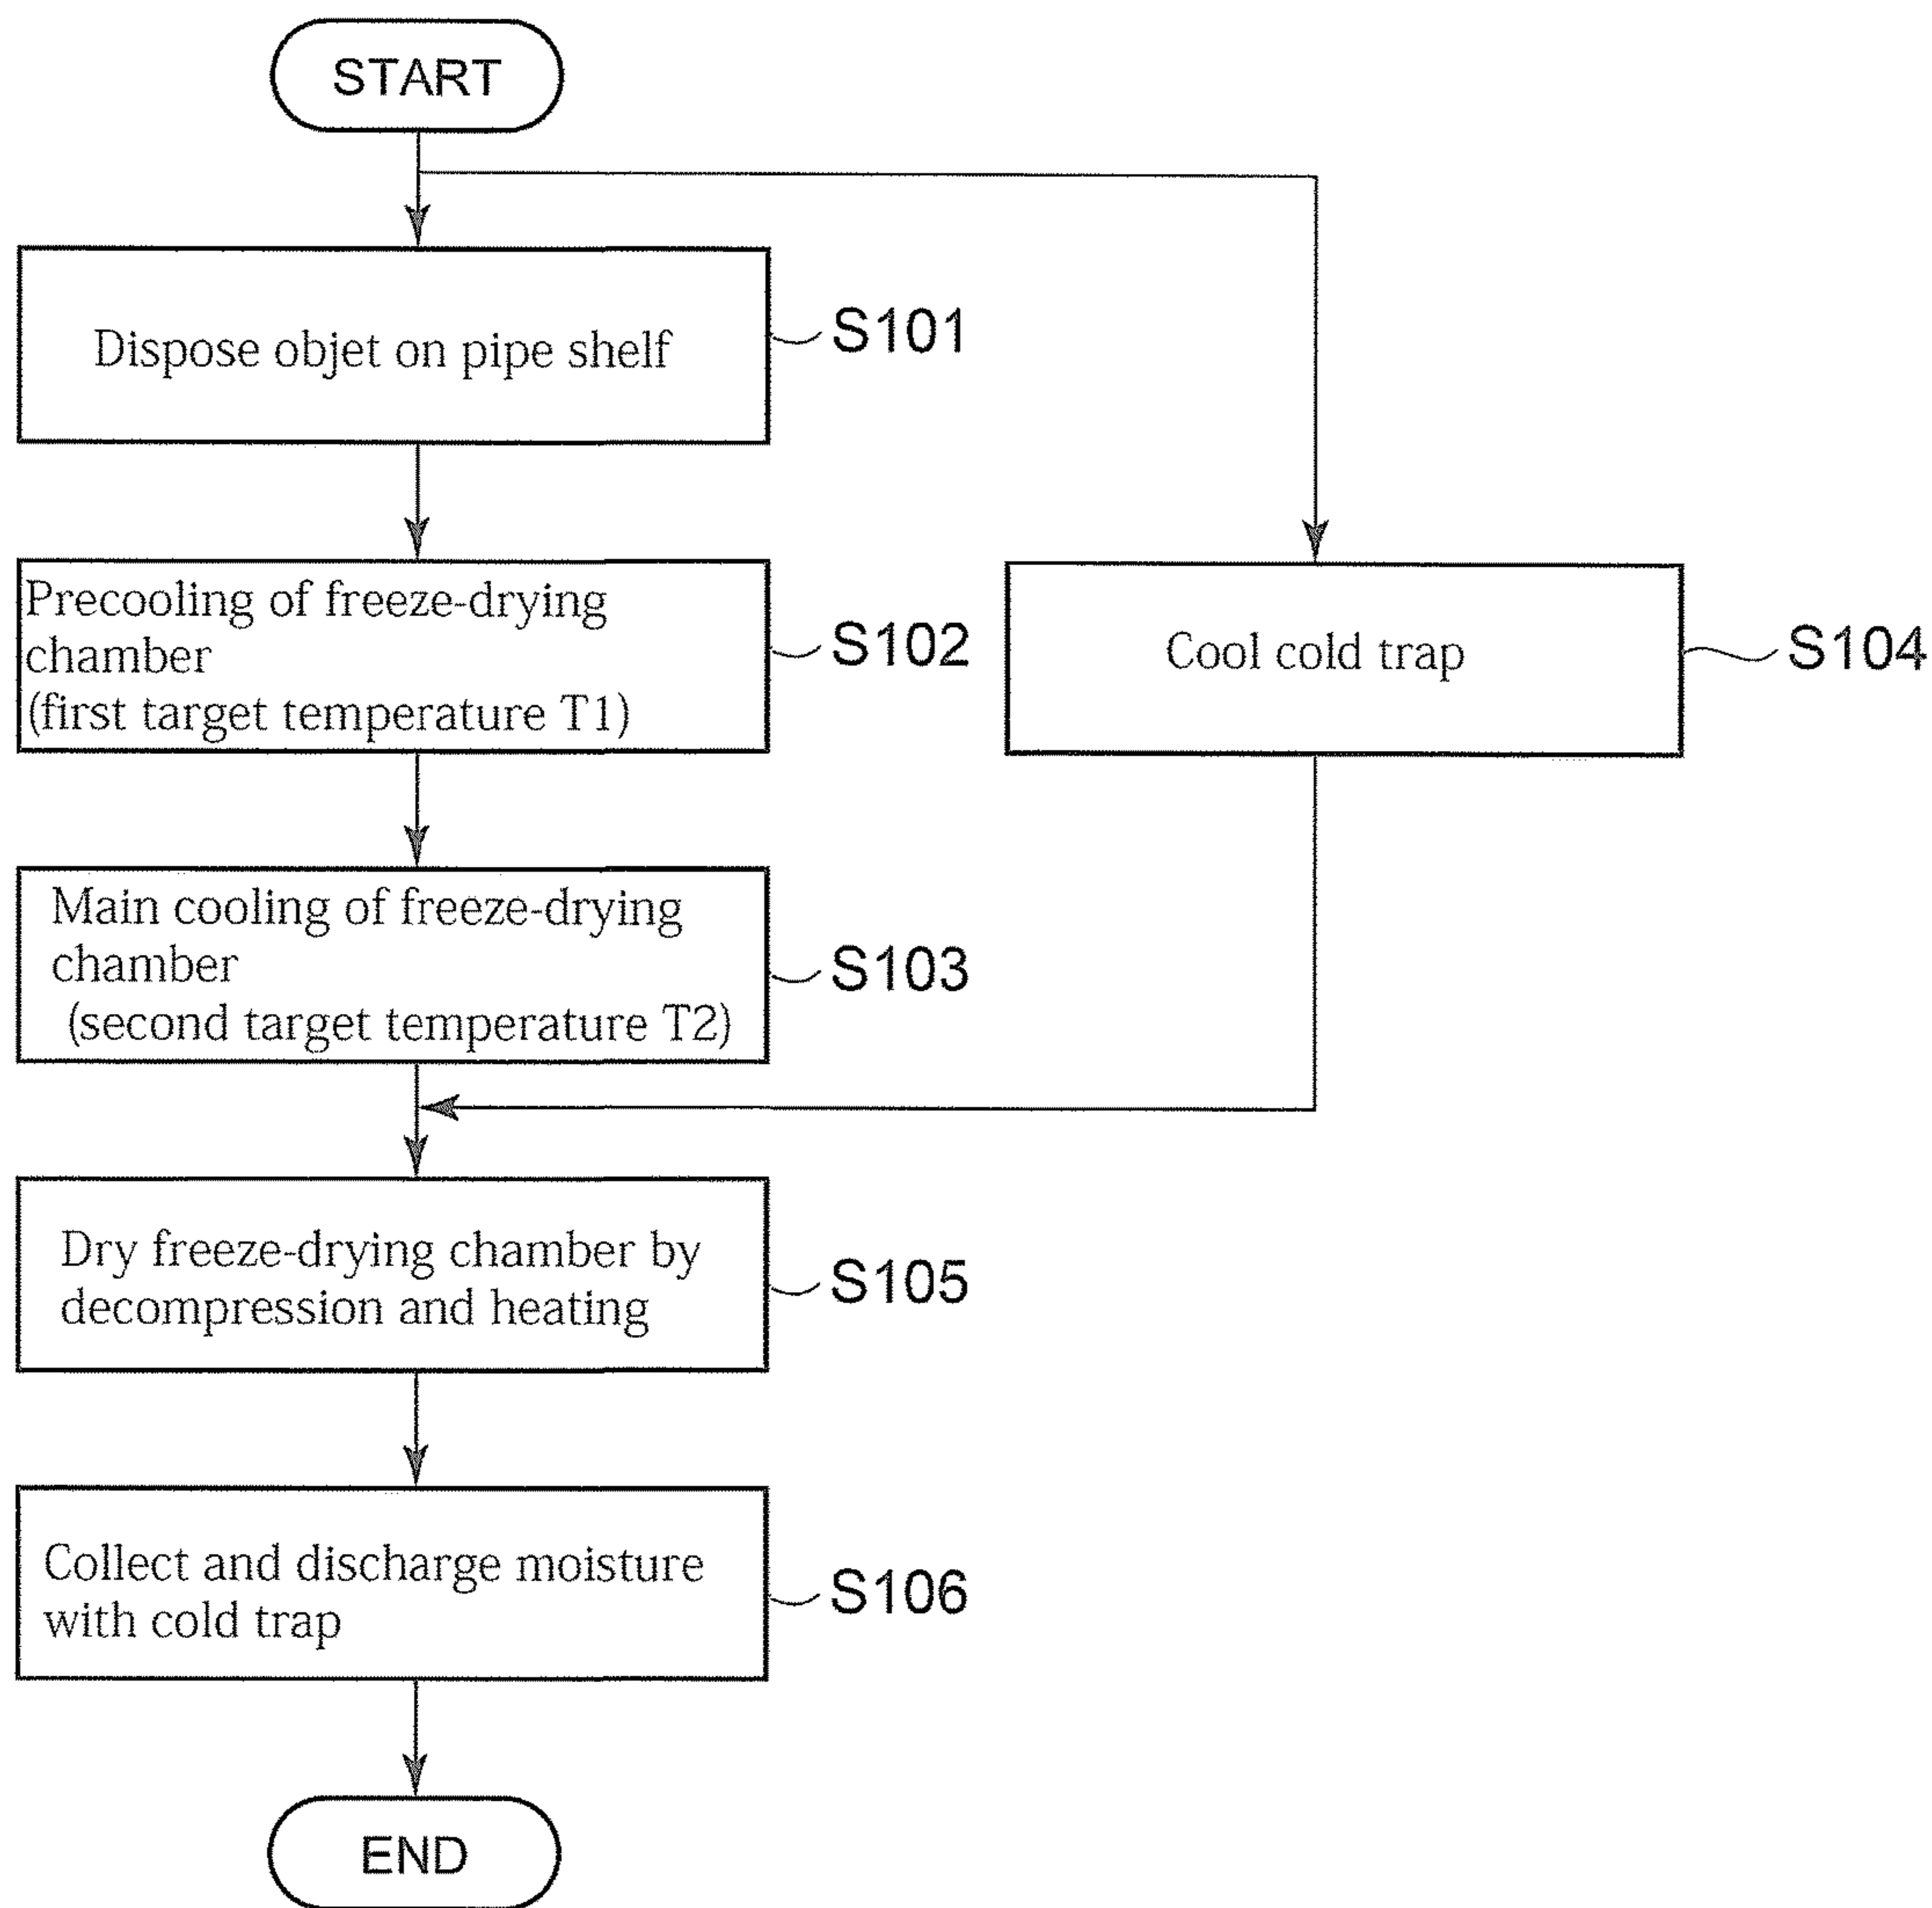 START
Dispose objet on pipe shelf
S101
Precooling of freeze-drying
chamber
(first target temperature T1)
S102
Cool cold trap
S104
Main cooling of freeze-drying
chamber
(second target temperature T2)
S103
Dry freeze-drying chamber by
decompression and heating
S105
Collect and discharge moisture
with cold trap
S106
END